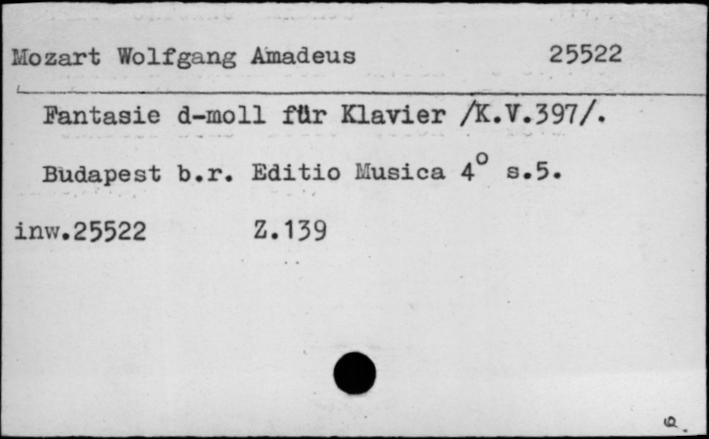 Mozart Wolfgang Amadeus 25522
Fantasie d-moll für Klavier /K.V.397/.
Budapest b.r. Editio Musica 4° s.5.
inw.25522 Z.139